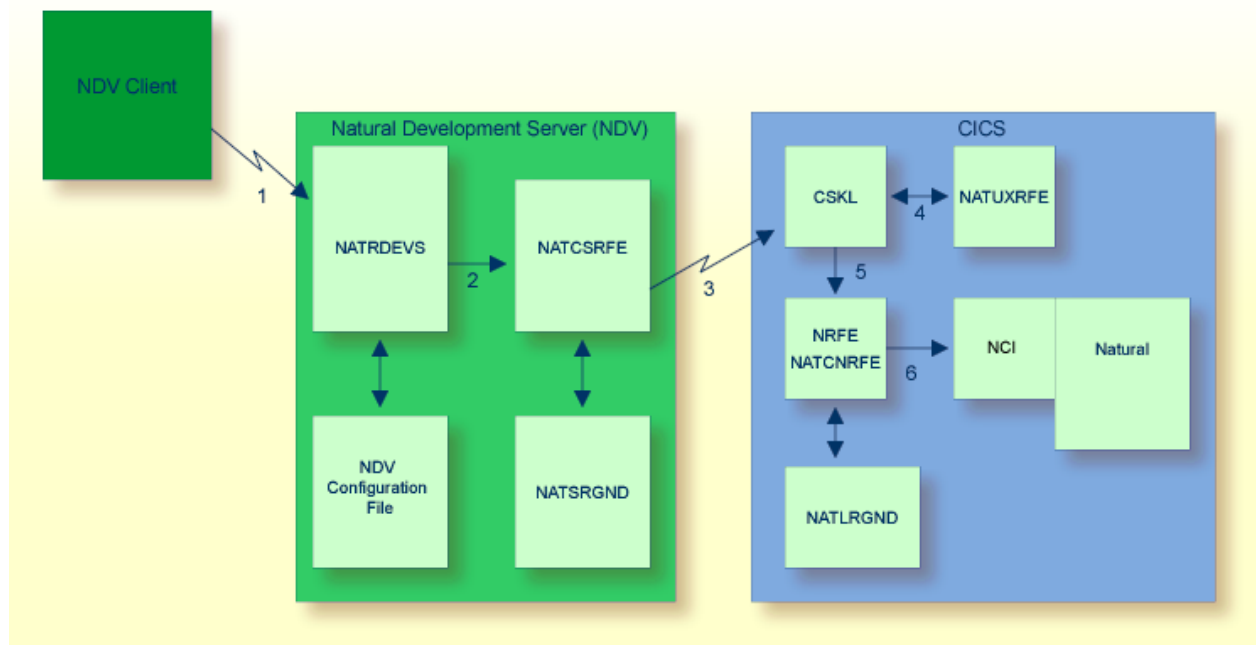 NDV Client
1
Natural Development Server (NDV)
NATRDEVS
2
NATCSRFE
NDV
Configuration
File
NATSRGND
3
CICS
CSKL
4
NATUXRFE
5
NRFE
NATCNRFE
6
NCI
Natural
NATLRGND